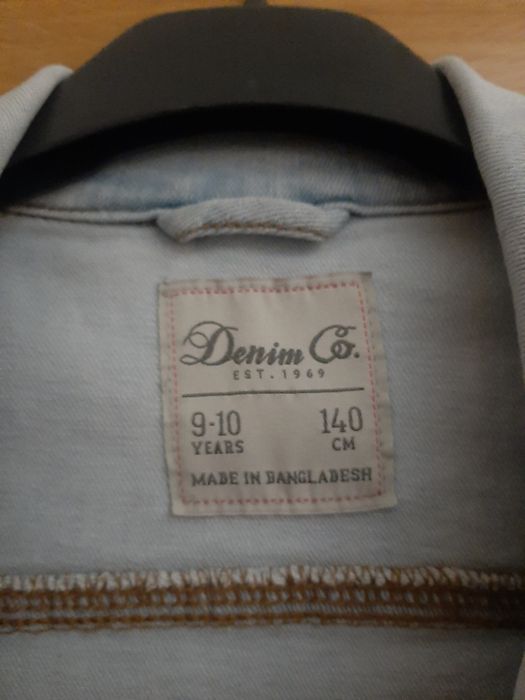 Denim Co.
EST. 1969
9-10 140
YEARS CM
MADE IN BANGLADESH